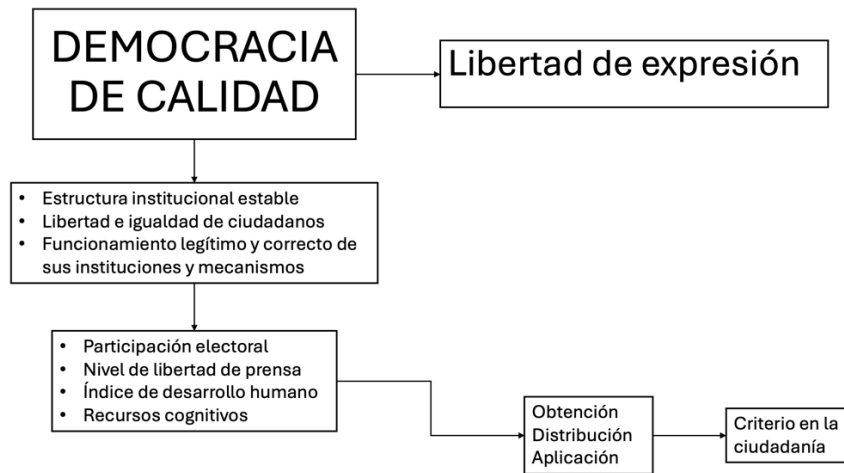 DEMOCRACIA
DE CALIDAD
Libertad de expresión
• Estructura institucional estable
• Libertad e igualdad de ciudadanos
• Funcionamiento legítimo y correcto de
sus instituciones y mecanismos
• Participación electoral
• Nivel de libertad de prensa
• Índice de desarrollo humano
• Recursos cognitivos
Obtención
Distribución
Aplicación
Criterio en la
ciudadanía